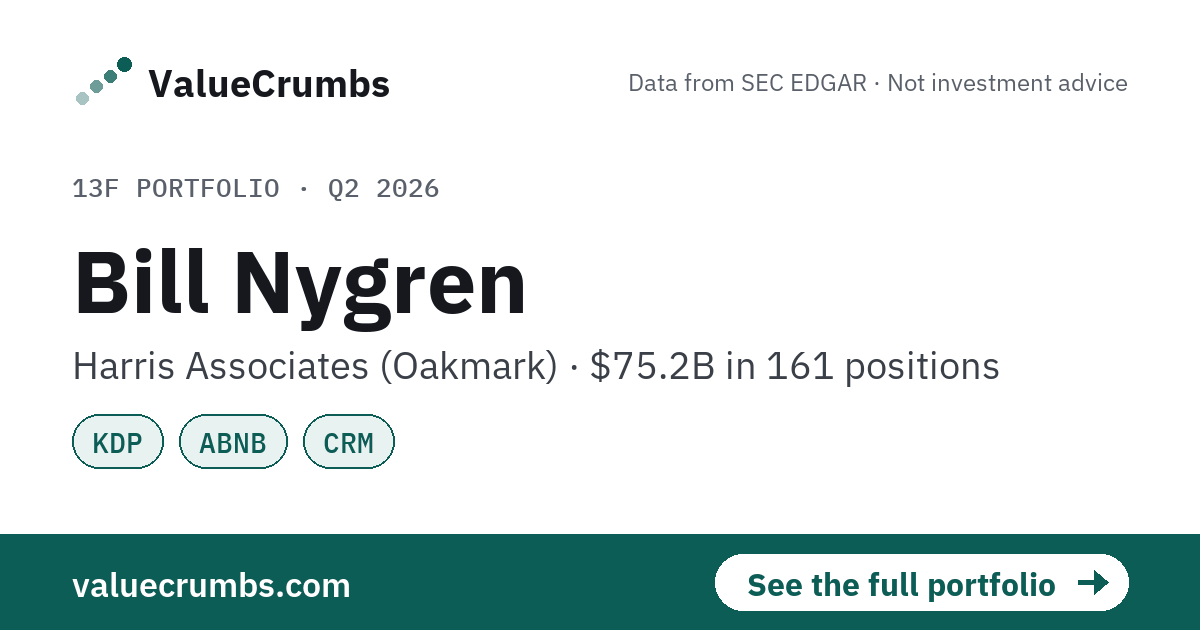 ValueCrumbs
Data from SEC EDGAR · Not investment advice
13F PORTFOLIO · Q2 2026
Bill Nygren
Harris Associates (Oakmark) · $75.2B in 161 positions
KDP ABNB CRM
valuecrumbs.com
See the full portfolio →